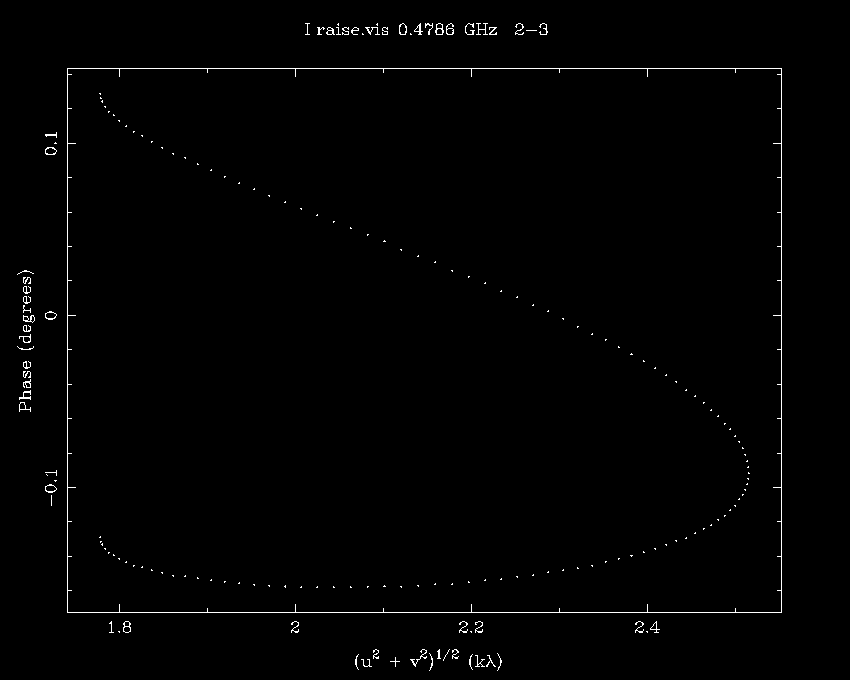 I raise.vis 0.4786 GHz 2-3
0.1
0
-0.1
Phase (degrees)
1.8 2 2.2 2.4
(u² + v²)^1/2 (kλ)